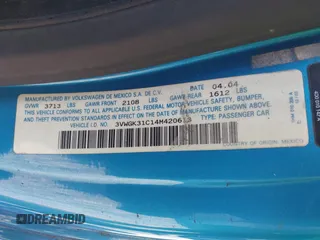 MANUFACTURED BY VOLKSWAGEN DE MEXICO S.A. DE C.V. DATE 04.04
GVWR 3713 LBS GAWR FRONT 2108 LBS GAWR REAR 1612 LBS
THIS VEHICLE CONFORMS TO ALL APPLICABLE U.S. FEDERAL MOTOR VEHICLE SAFETY, BUMPER,
AND THEFT PREVENTION STANDARDS IN EFFECT ON THE DATE OF MANUFACTURE SHOWN ABOVE.
VEHICLE I.D. NO.: 3VWGK31C14M420613 TYPE: PASSENGER CAR
DREAMBID